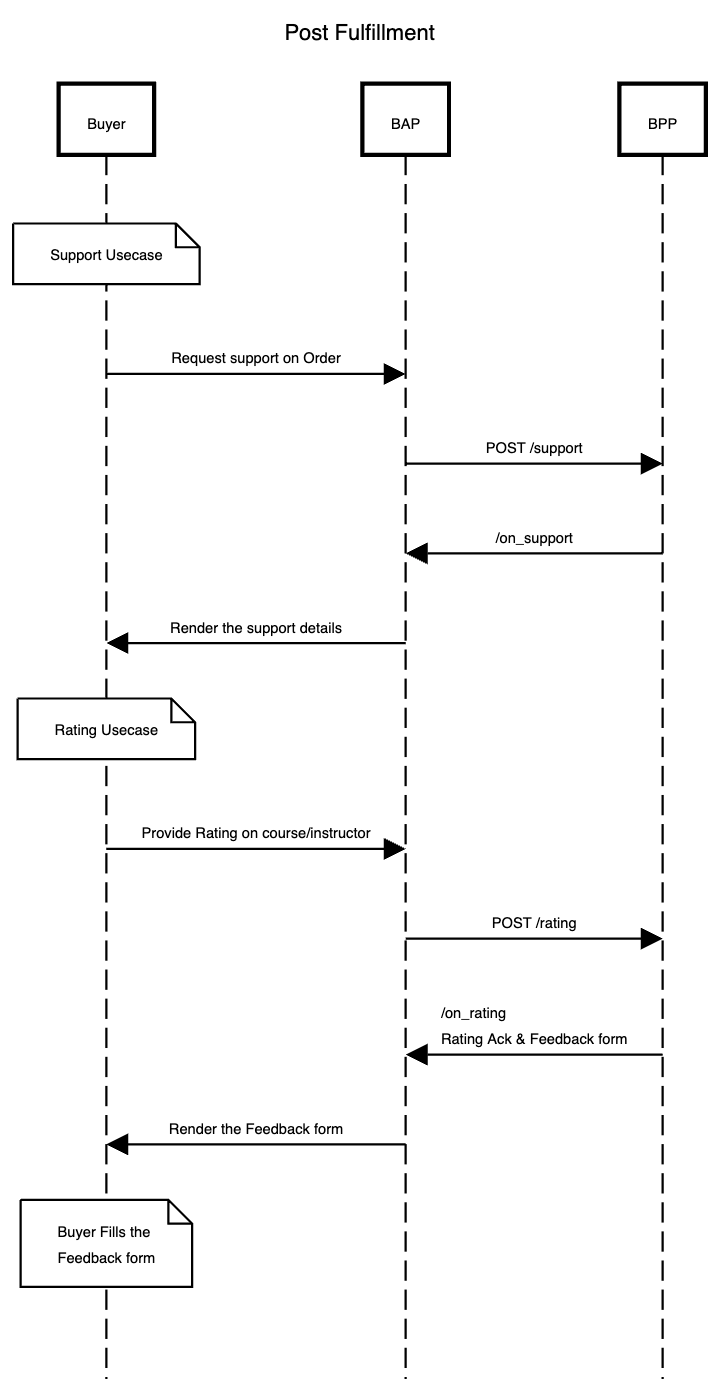 Post Fulfillment
Buyer
BAP
BPP
Support Usecase
Request support on Order
POST /support
/on_support
Render the support details
Rating Usecase
Provide Rating on course/instructor
POST /rating
/on_rating
Rating Ack & Feedback form
Render the Feedback form
Buyer Fills the
Feedback form